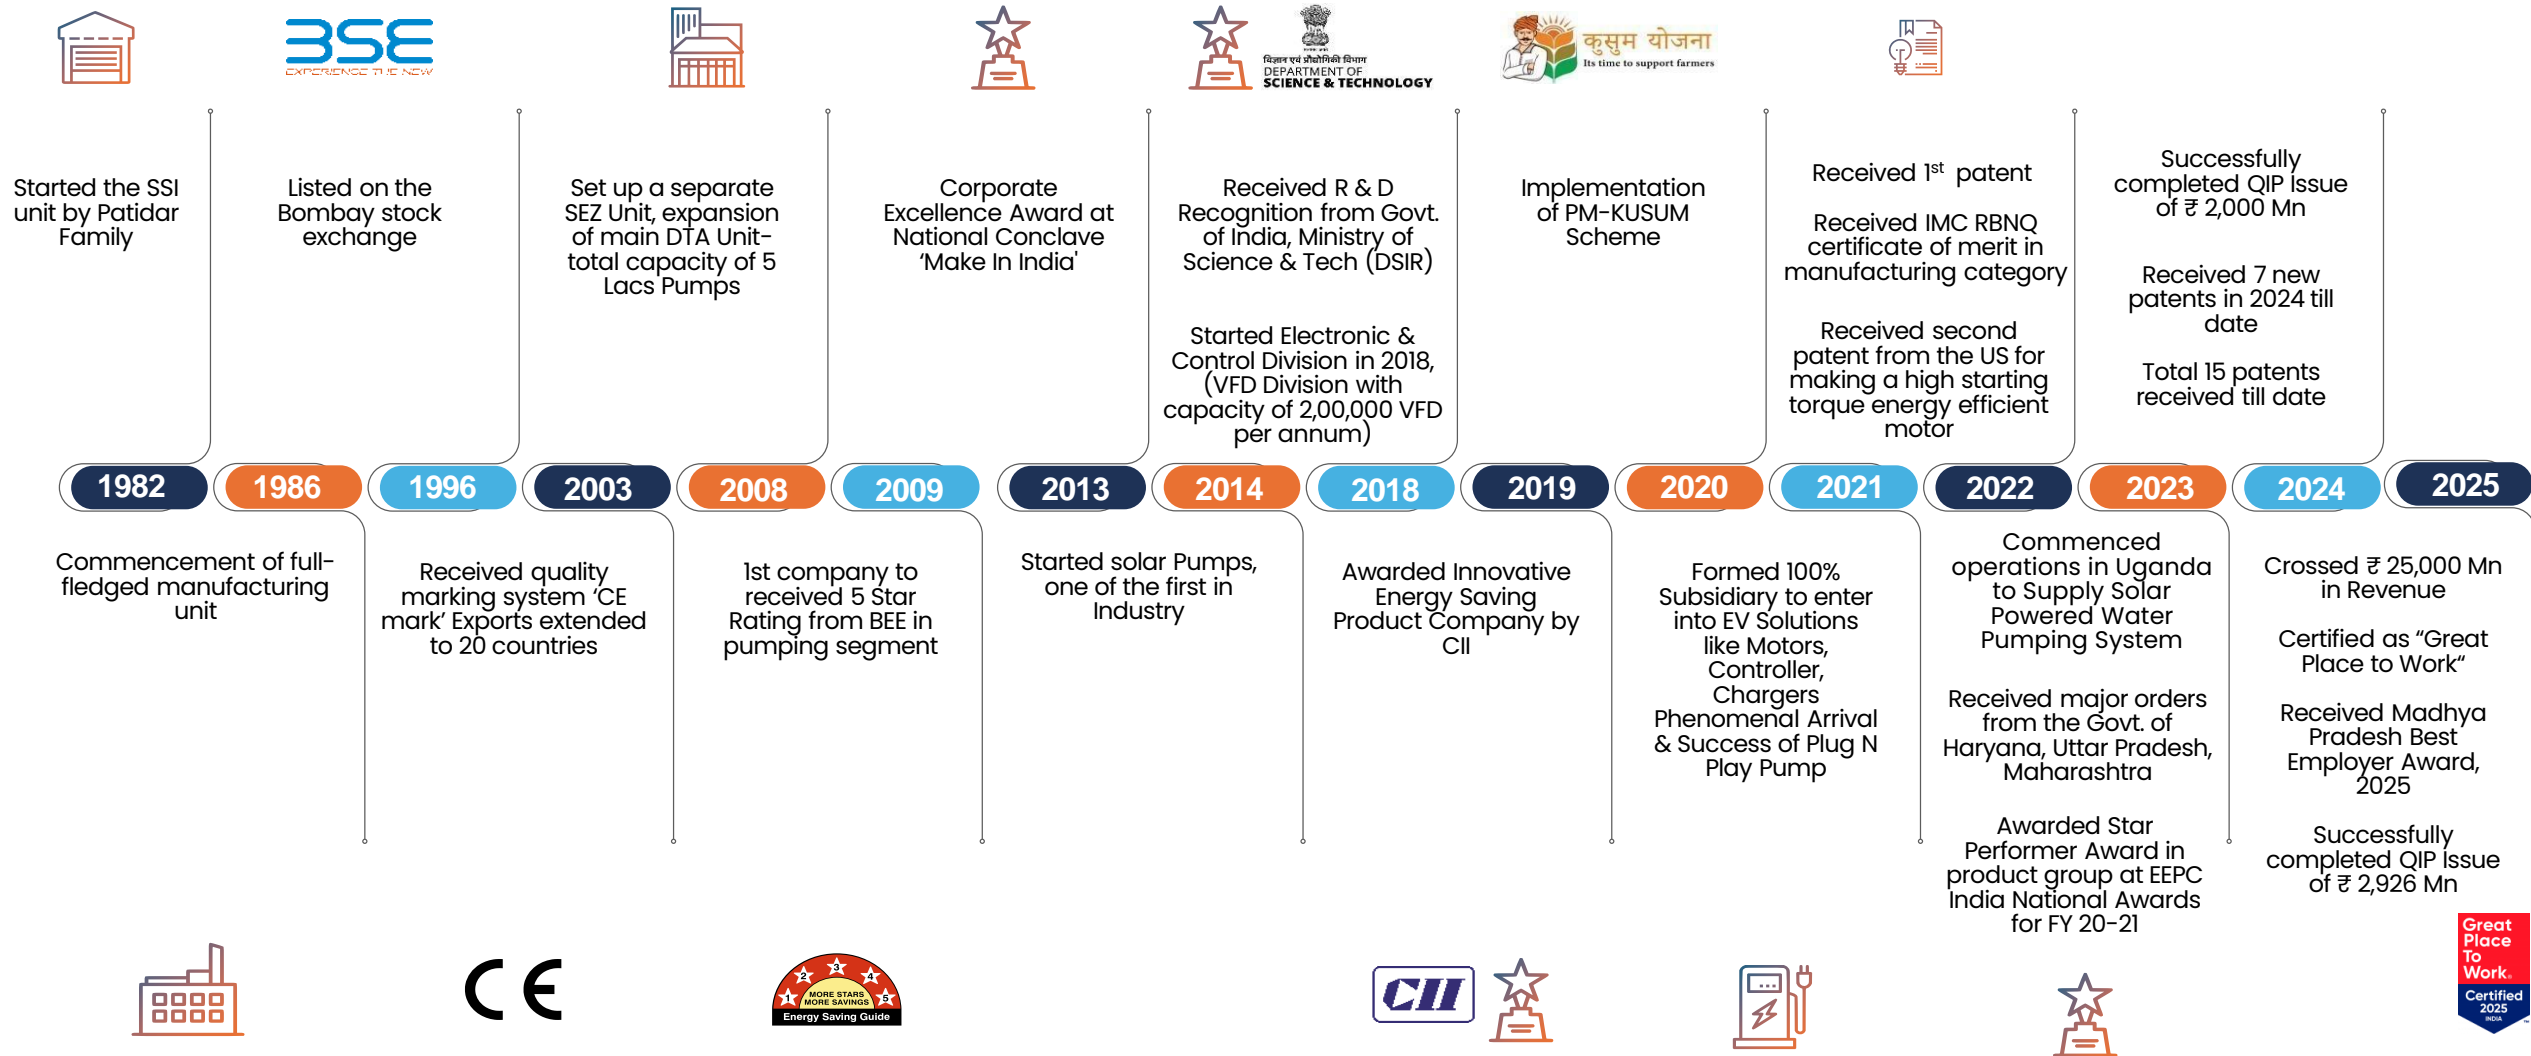 BSE
EXPERIENCE THE NEW
विज्ञान एवं प्रौद्योगिकी विभाग
DEPARTMENT OF
SCIENCE & TECHNOLOGY
कुसुम योजना
Its time to support farmers
Started the SSI
unit by Patidar
Family
Listed on the
Bombay stock
exchange
Set up a separate
SEZ Unit, expansion
of main DTA Unit-
total capacity of 5
Lacs Pumps
Corporate
Excellence Award at
National Conclave
‘Make In India'
Received R & D
Recognition from Govt.
of India, Ministry of
Science & Tech (DSIR)
Started Electronic &
Control Division in 2018,
(VFD Division with
capacity of 2,00,000 VFD
per annum)
Implementation
of PM-KUSUM
Scheme
Received 1st patent
Received IMC RBNQ
certificate of merit in
manufacturing category
Received second
patent from the US for
making a high starting
torque energy efficient
motor
Successfully
completed QIP Issue
of ₹ 2,000 Mn
Received 7 new
patents in 2024 till
date
Total 15 patents
received till date
1982
1986
1996
2003
2008
2009
2013
2014
2018
2019
2020
2021
2022
2023
2024
2025
Commencement of full-
fledged manufacturing
unit
Received quality
marking system ‘CE
mark’ Exports extended
to 20 countries
1st company to
received 5 Star
Rating from BEE in
pumping segment
Started solar Pumps,
one of the first in
Industry
Awarded Innovative
Energy Saving
Product Company by
CII
Formed 100%
Subsidiary to enter
into EV Solutions
like Motors,
Controller,
Chargers
Phenomenal Arrival
& Success of Plug N
Play Pump
Commenced
operations in Uganda
to Supply Solar
Powered Water
Pumping System
Received major orders
from the Govt. of
Haryana, Uttar Pradesh,
Maharashtra
Awarded Star
Performer Award in
product group at EEPC
India National Awards
for FY 20-21
Crossed ₹ 25,000 Mn
in Revenue
Certified as “Great
Place to Work“
Received Madhya
Pradesh Best
Employer Award,
2025
Successfully
completed QIP Issue
of ₹ 2,926 Mn
CE
1 2 3 4 5
MORE STARS
MORE SAVINGS
Energy Saving Guide
CII
Great
Place
To
Work.
Certified
2025
INDIA